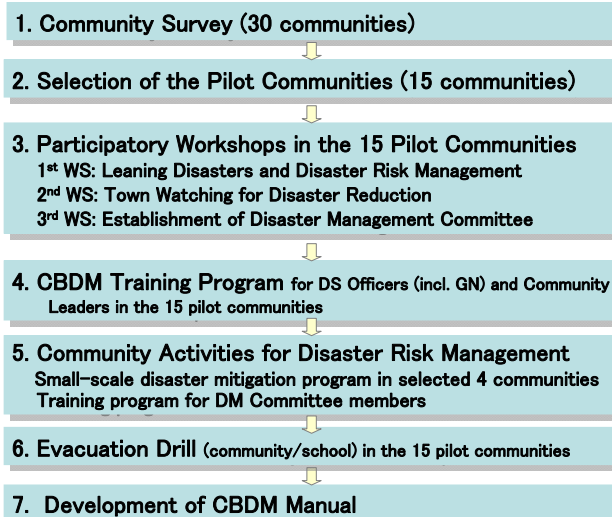 1. Community Survey (30 communities)
2. Selection of the Pilot Communities (15 communities)
3. Participatory Workshops in the 15 Pilot Communities
1st WS: Leaning Disasters and Disaster Risk Management
2nd WS: Town Watching for Disaster Reduction
3rd WS: Establishment of Disaster Management Committee
4. CBDM Training Program for DS Officers (incl. GN) and Community
Leaders in the 15 pilot communities
5. Community Activities for Disaster Risk Management
Small-scale disaster mitigation program in selected 4 communities
Training program for DM Committee members
6. Evacuation Drill (community/school) in the 15 pilot communities
7. Development of CBDM Manual